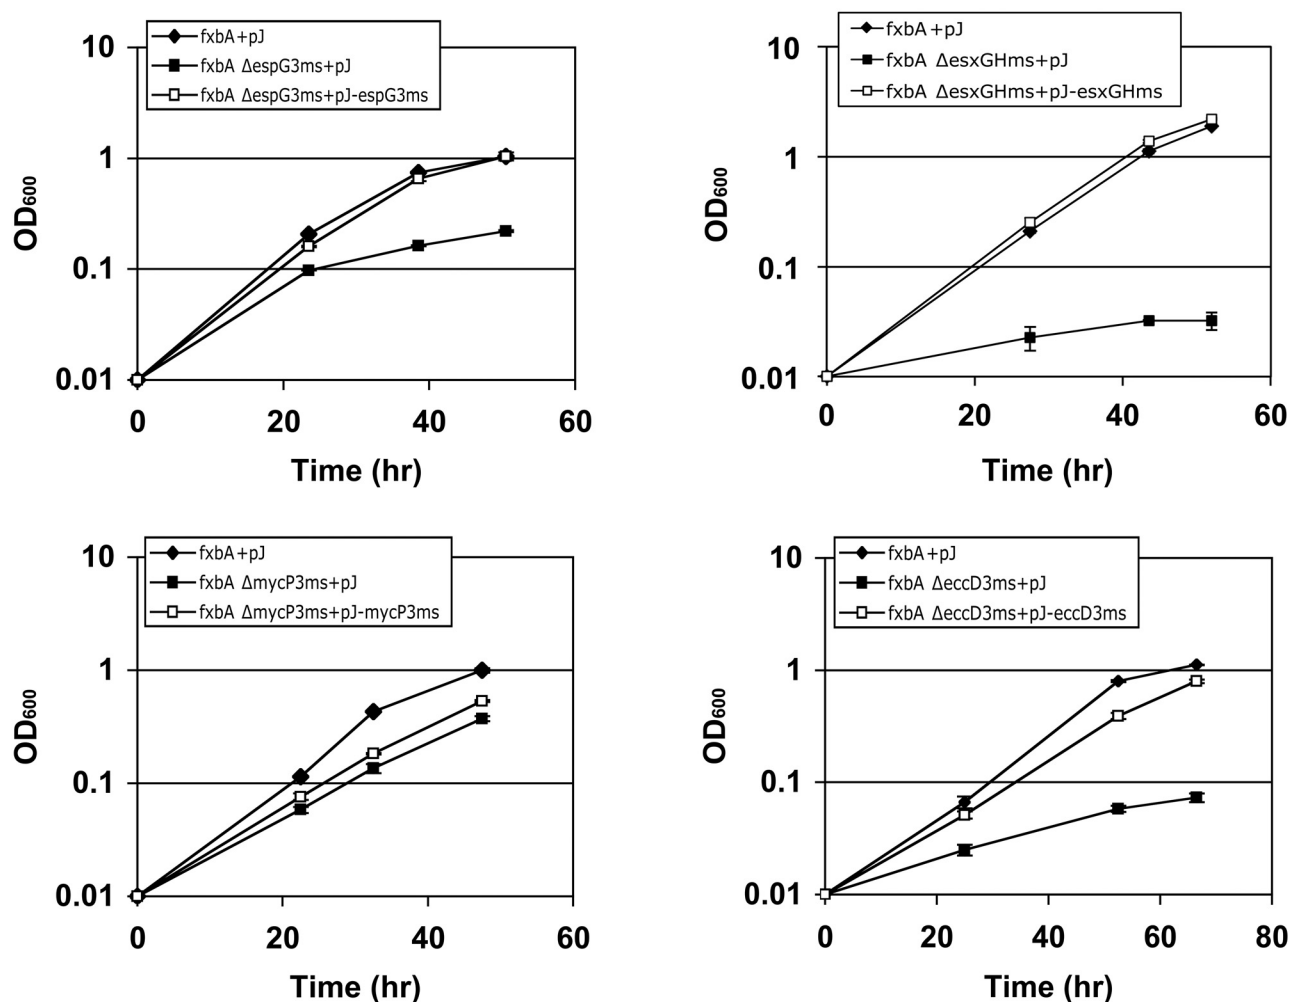 fxbA+pJ
fxbA ΔespG3ms+pJ
fxbA ΔespG3ms+pJ-espG3ms
10
1
0.1
0.01
OD600
0 20 40 60
Time (hr)
fxbA+pJ
fxbA ΔesxGHms+pJ
fxbA ΔesxGHms+pJ-esxGHms
10
1
0.1
0.01
OD600
0 20 40 60
Time (hr)
fxbA+pJ
fxbA ΔmycP3ms+pJ
fxbA ΔmycP3ms+pJ-mycP3ms
10
1
0.1
0.01
OD600
0 20 40 60
Time (hr)
fxbA+pJ
fxbA ΔeccD3ms+pJ
fxbA ΔeccD3ms+pJ-eccD3ms
10
1
0.1
0.01
OD600
0 20 40 60 80
Time (hr)